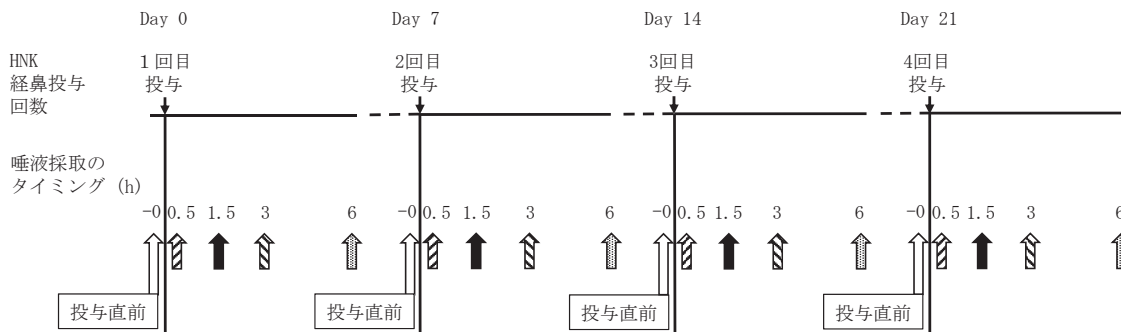 Day 0 Day 7 Day 14 Day 21
HNK 1回目 2回目 3回目 4回目
経鼻投与 投与 投与 投与 投与
回数
唾液採取の
タイミング (h)
-0 0.5 1.5 3 6 -0 0.5 1.5 3 6 -0 0.5 1.5 3 6 -0 0.5 1.5 3 6
投与直前 投与直前 投与直前 投与直前